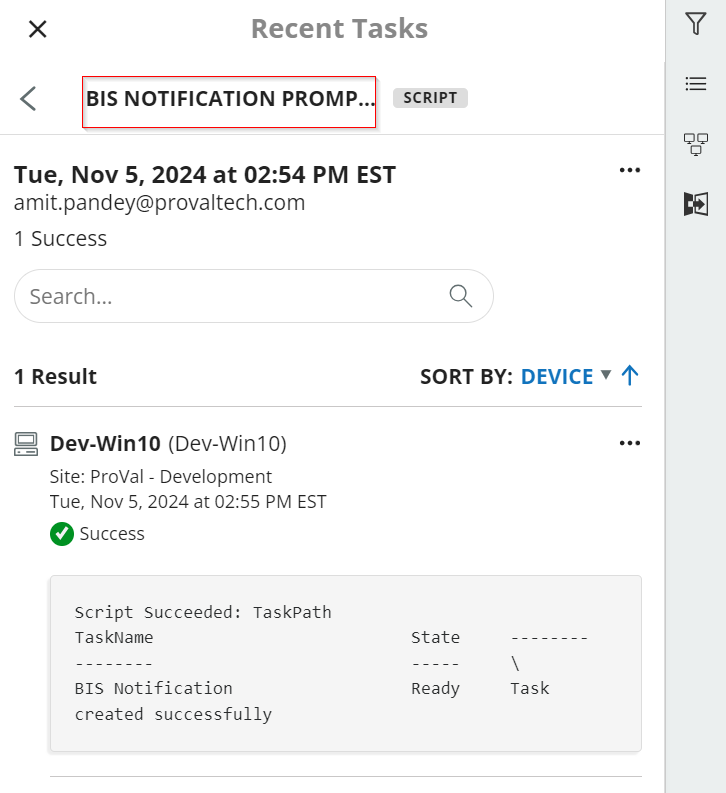 Recent Tasks
BIS NOTIFICATION PROMP... SCRIPT
Tue, Nov 5, 2024 at 02:54 PM EST
amit.pandey@provaltech.com
1 Success
Search...
1 Result SORT BY: DEVICE
Dev-Win10 (Dev-Win10)
Site: ProVal - Development
Tue, Nov 5, 2024 at 02:55 PM EST
Success
Script Succeeded: TaskPath
TaskName State --------
-------- ----- \
BIS Notification Ready Task
created successfully